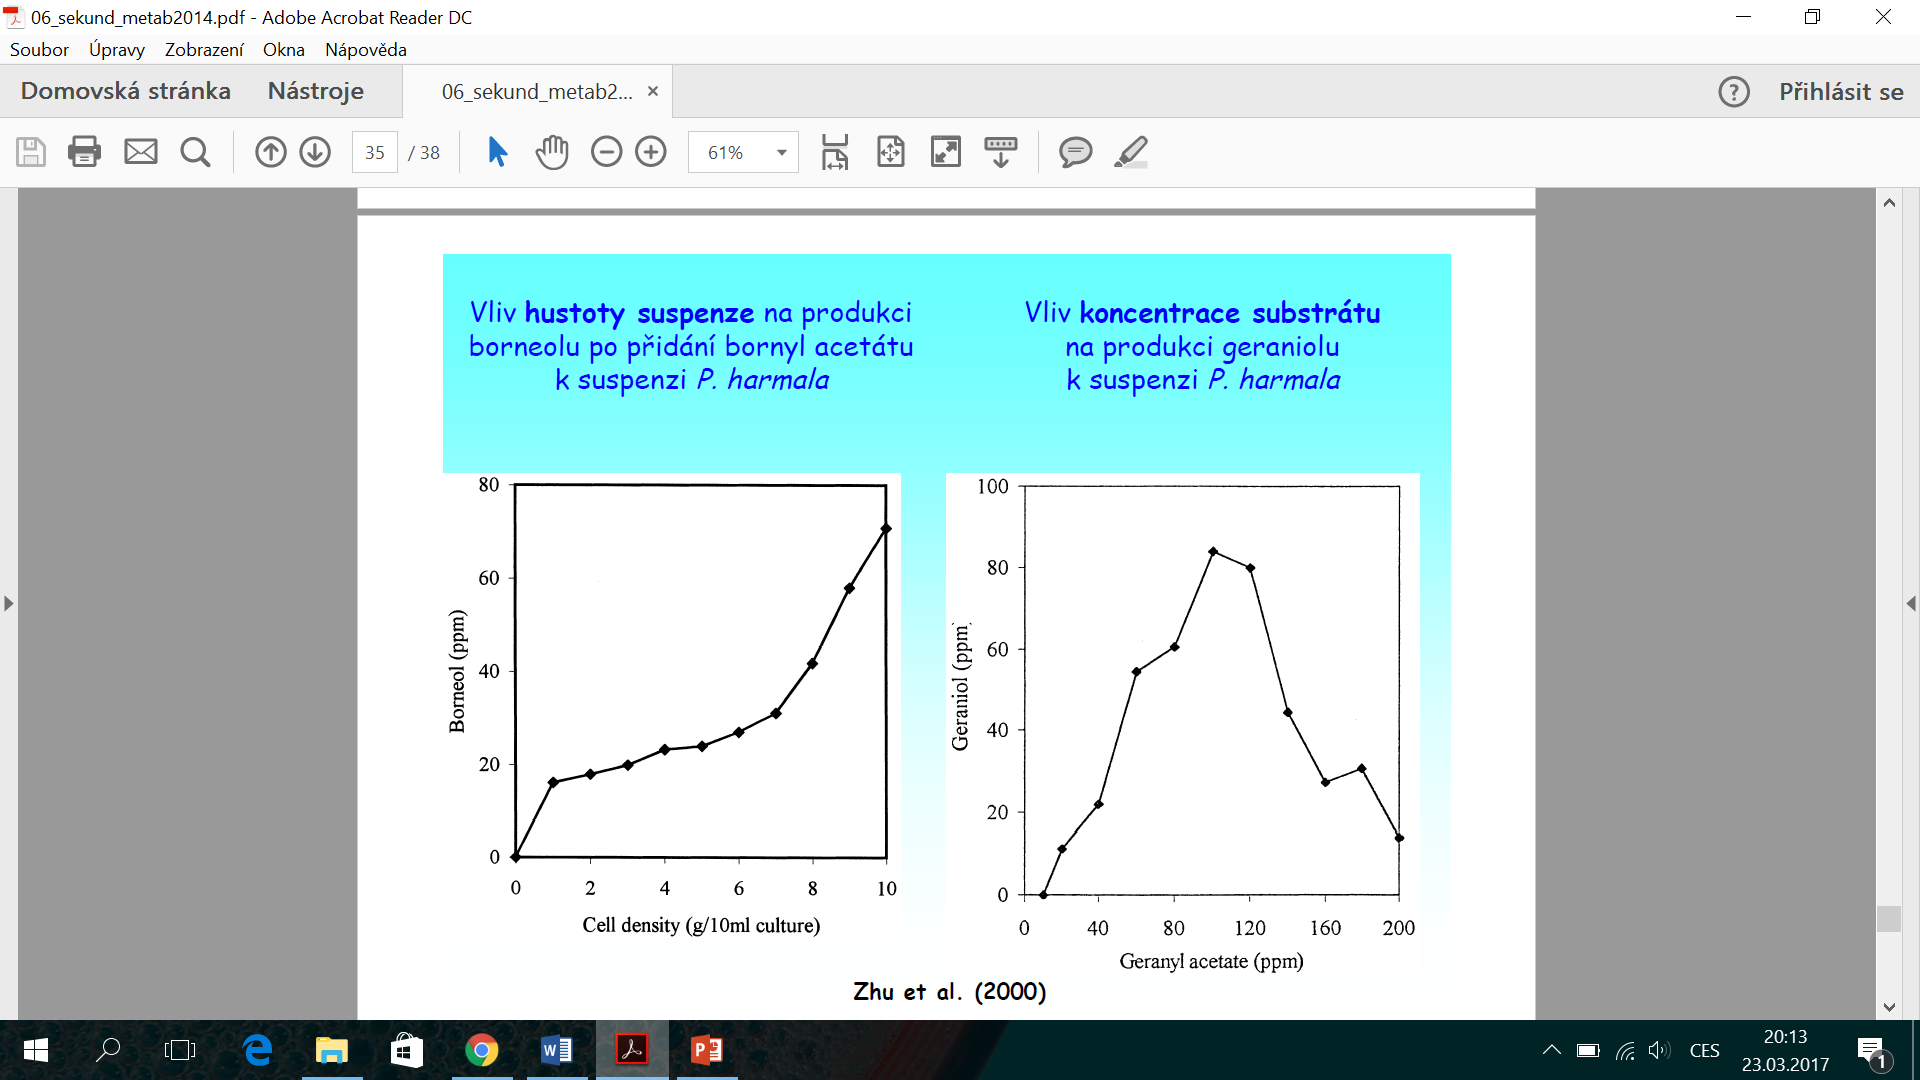 06_sekund_metab2014.pdf - Adobe Acrobat Reader DC
Soubor Úpravy Zobrazení Okna Nápověda
Domovská stránka Nástroje 06_sekund_metab2... × ? Přihlásit se
35 / 38 61%
Vliv hustoty suspenze na produkci
borneolu po přidání bornyl acetátu
k suspenzi P. harmala
Vliv koncentrace substrátu
na produkci geraniolu
k suspenzi P. harmala
80
60
40
20
0
Borneol (ppm)
0 2 4 6 8 10
Cell density (g/10ml culture)
100
80
60
40
20
0
Geraniol (ppm)
0 40 80 120 160 200
Geranyl acetate (ppm)
Zhu et al. (2000)
CES
20:13
23.03.2017
1